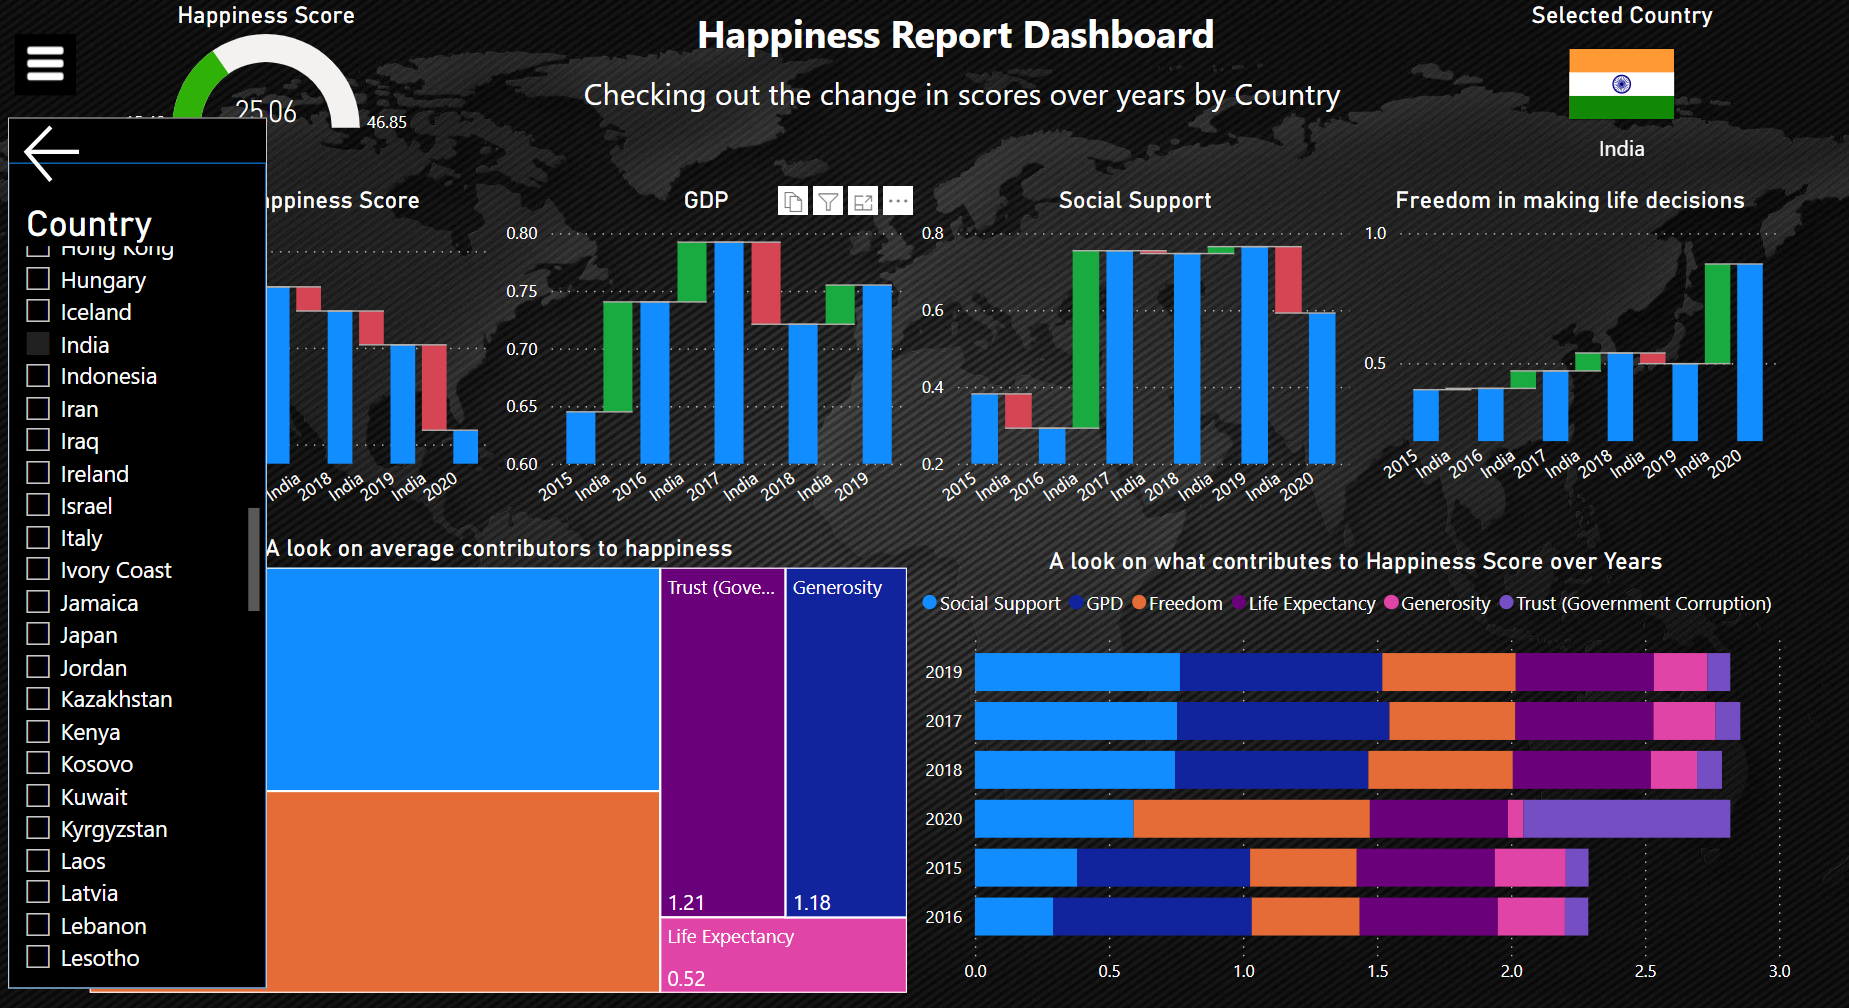 Happiness Score
25.06
46.85
Happiness Report Dashboard
Checking out the change in scores over years by Country
Selected Country
India
Country
Hong Kong
Hungary
Iceland
India
Indonesia
Iran
Iraq
Ireland
Israel
Italy
Ivory Coast
Jamaica
Japan
Jordan
Kazakhstan
Kenya
Kosovo
Kuwait
Kyrgyzstan
Laos
Latvia
Lebanon
Lesotho
ppiness Score
India 2018 India 2019 India 2020
GDP
0.80
0.75
0.70
0.65
0.60
2015 India 2016 India 2017 India 2018 India 2019
Social Support
0.8
0.6
0.4
0.2
2015 India 2016 India 2017 India 2018 India 2019 India 2020
Freedom in making life decisions
1.0
0.5
2015 India 2016 India 2017 India 2018 India 2019 India 2020
A look on average contributors to happiness
Trust (Gove...
1.21
Generosity
1.18
Life Expectancy
0.52
A look on what contributes to Happiness Score over Years
Social Support GPD Freedom Life Expectancy Generosity Trust (Government Corruption)
2019
2017
2018
2020
2015
2016
0.0 0.5 1.0 1.5 2.0 2.5 3.0